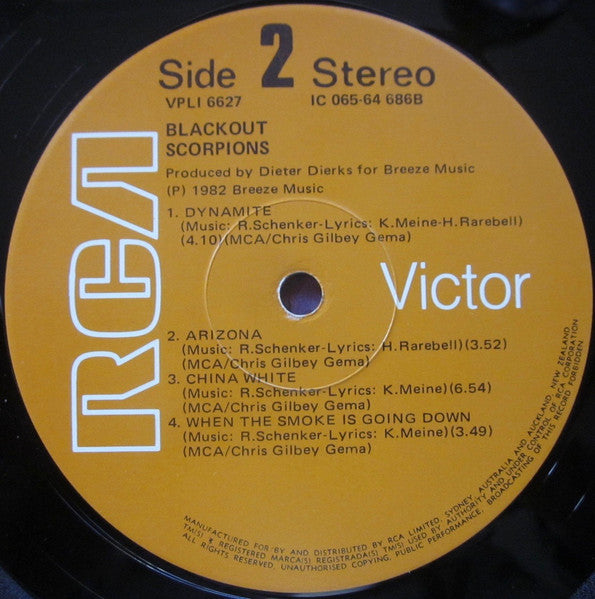 Side 2 Stereo
VPLI 6627 IC 065-64 686B
BLACKOUT
SCORPIONS
Produced by Dieter Dierks for Breeze Music
(P) 1982 Breeze Music
1. DYNAMITE
(Music: R.Schenker-Lyrics: K.Meine-H.Rarebell)
(4.10)(MCA/Chris Gilbey Gema)
RCA
Victor
2. ARIZONA
(Music: R.Schenker-Lyrics: H.Rarebell)(3.52)
(MCA/Chris Gilbey Gema)
3. CHINA WHITE
(Music: R.Schenker-Lyrics: K.Meine)(6.54)
(MCA/Chris Gilbey Gema)
4. WHEN THE SMOKE IS GOING DOWN
(Music: R.Schenker-Lyrics: K.Meine)(3.49)
(MCA/Chris Gilbey Gema)
MANUFACTURED FOR/BY AND DISTRIBUTED BY RCA LIMITED, SYDNEY, AUSTRALIA AND AUCKLAND, NEW ZEALAND
TM(S) ® REGISTERED MARCA(S) REGISTRADA(S) TM(S) USED BY AUTHORITY AND UNDER CONTROL OF RCA CORPORATION
ALL RIGHTS RESERVED, UNAUTHORISED COPYING, PUBLIC PERFORMANCE, BROADCASTING OF THIS RECORD FORBIDDEN